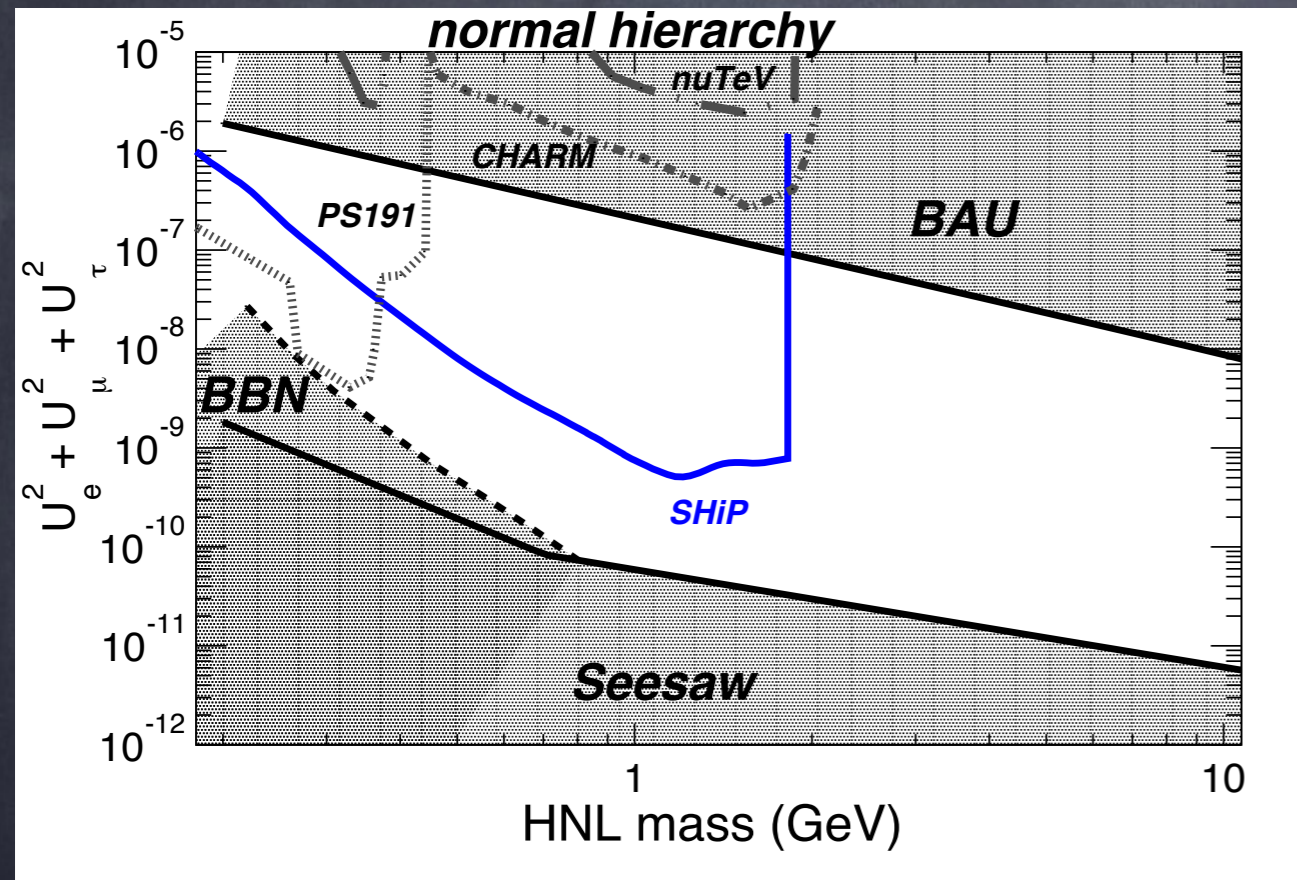 normal hierarchy
10⁻⁵
nuTeV
10⁻⁶
CHARM
PS191
BAU
10⁻⁷
10⁻⁸
BBN
10⁻⁹
SHiP
10⁻¹⁰
10⁻¹¹
Seesaw
10⁻¹²
U²ₑ + U²μ + U²τ
1
10
HNL mass (GeV)